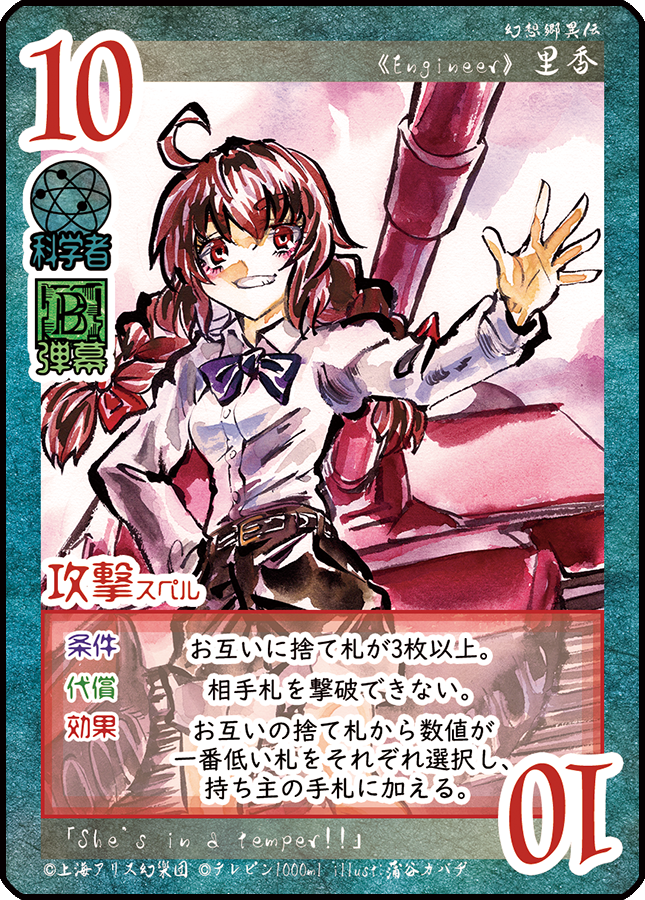 10
幻想郷異伝
《Engineer》 里香
科学者
B
弾幕
攻撃スペル
条件 お互いに捨て札が3枚以上。
代償 相手札を撃破できない。
効果 お互いの捨て札から数値が
一番低い札をそれぞれ選択し、
持ち主の手札に加える。
10
「She's in a temper!!」
©上海アリス幻樂団 ©テレピン1000ml illust:蒲谷カバヂ